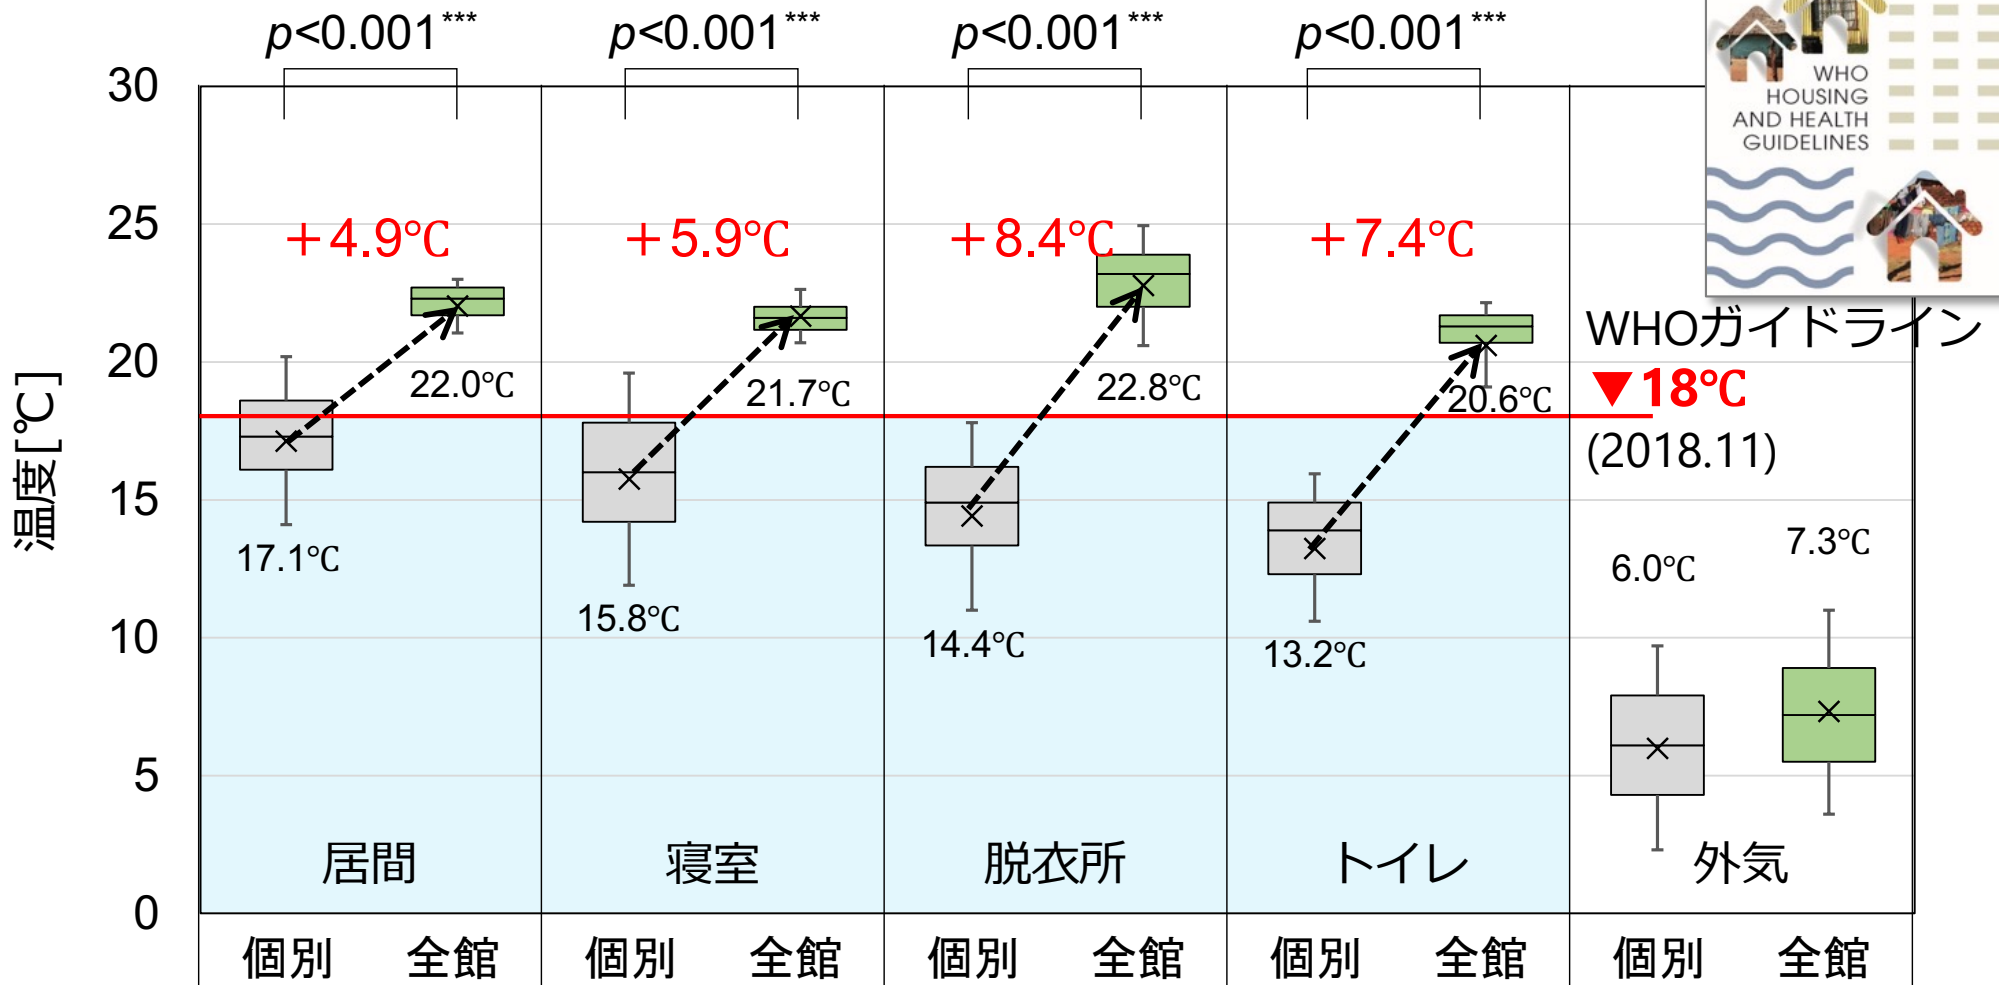 p<0.001*** p<0.001*** p<0.001*** p<0.001***
WHO
HOUSING
AND HEALTH
GUIDELINES
温度[℃]
30
25
20
15
10
5
0
+4.9℃ +5.9℃ +8.4℃ +7.4℃
22.0℃ 21.7℃ 22.8℃ 20.6℃
WHOガイドライン
▼18℃
(2018.11)
17.1℃ 15.8℃ 14.4℃ 13.2℃ 6.0℃ 7.3℃
居間 寝室 脱衣所 トイレ 外気
個別 全館 個別 全館 個別 全館 個別 全館 個別 全館